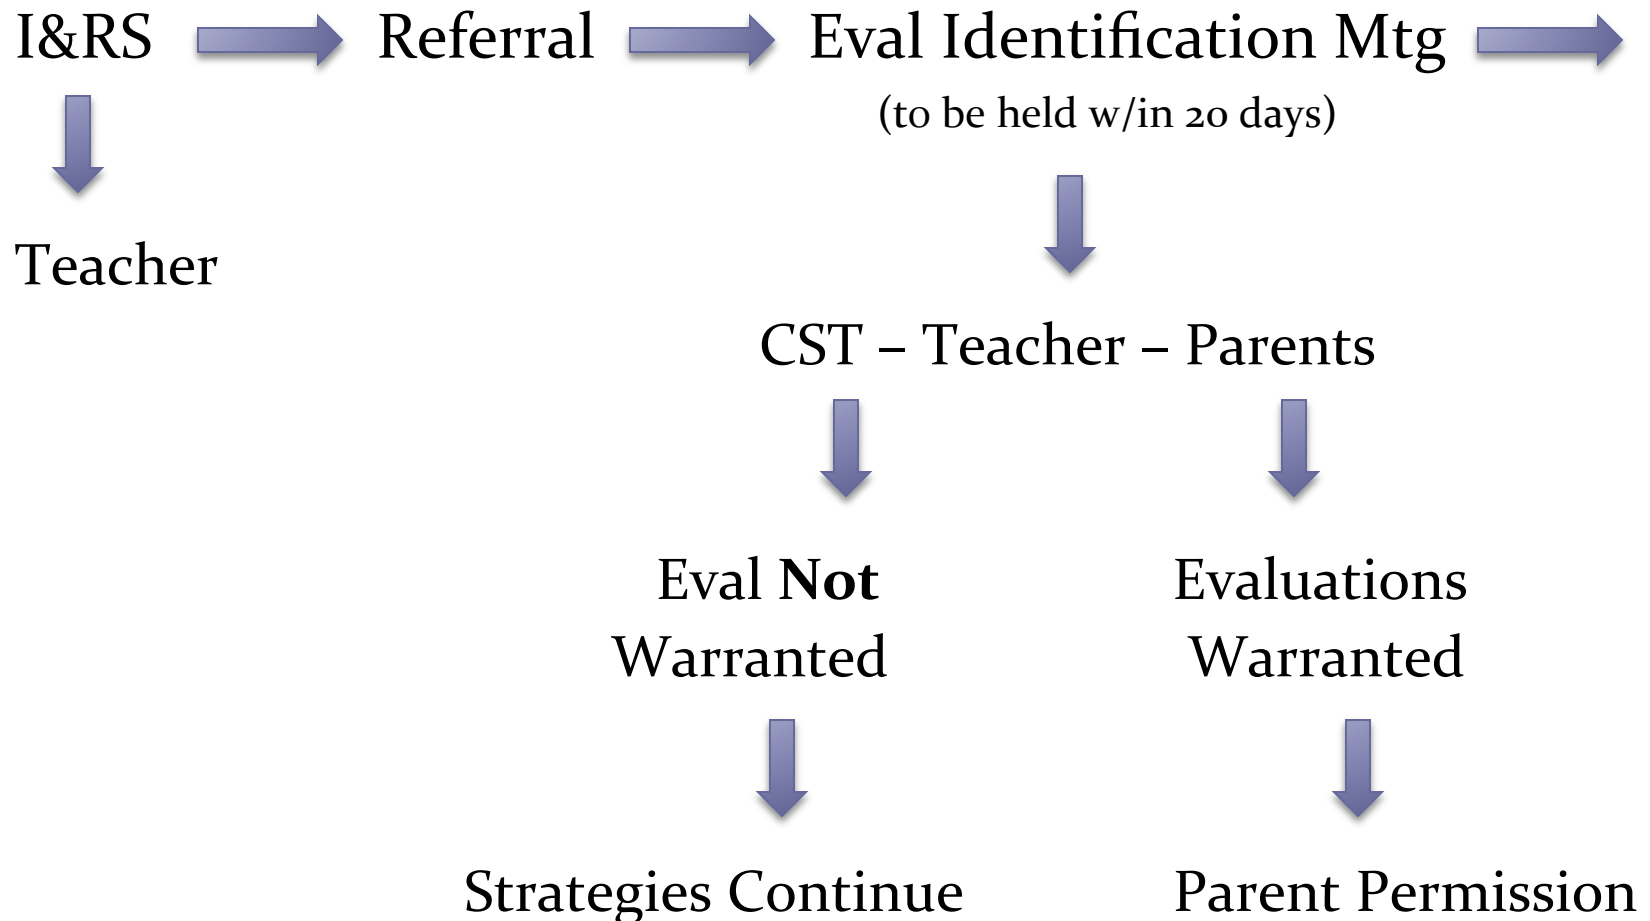 I&RS Referral Eval Identification Mtg
(to be held w/in 20 days)
Teacher
CST – Teacher – Parents
Eval Not
Warranted
Evaluations
Warranted
Strategies Continue
Parent Permission